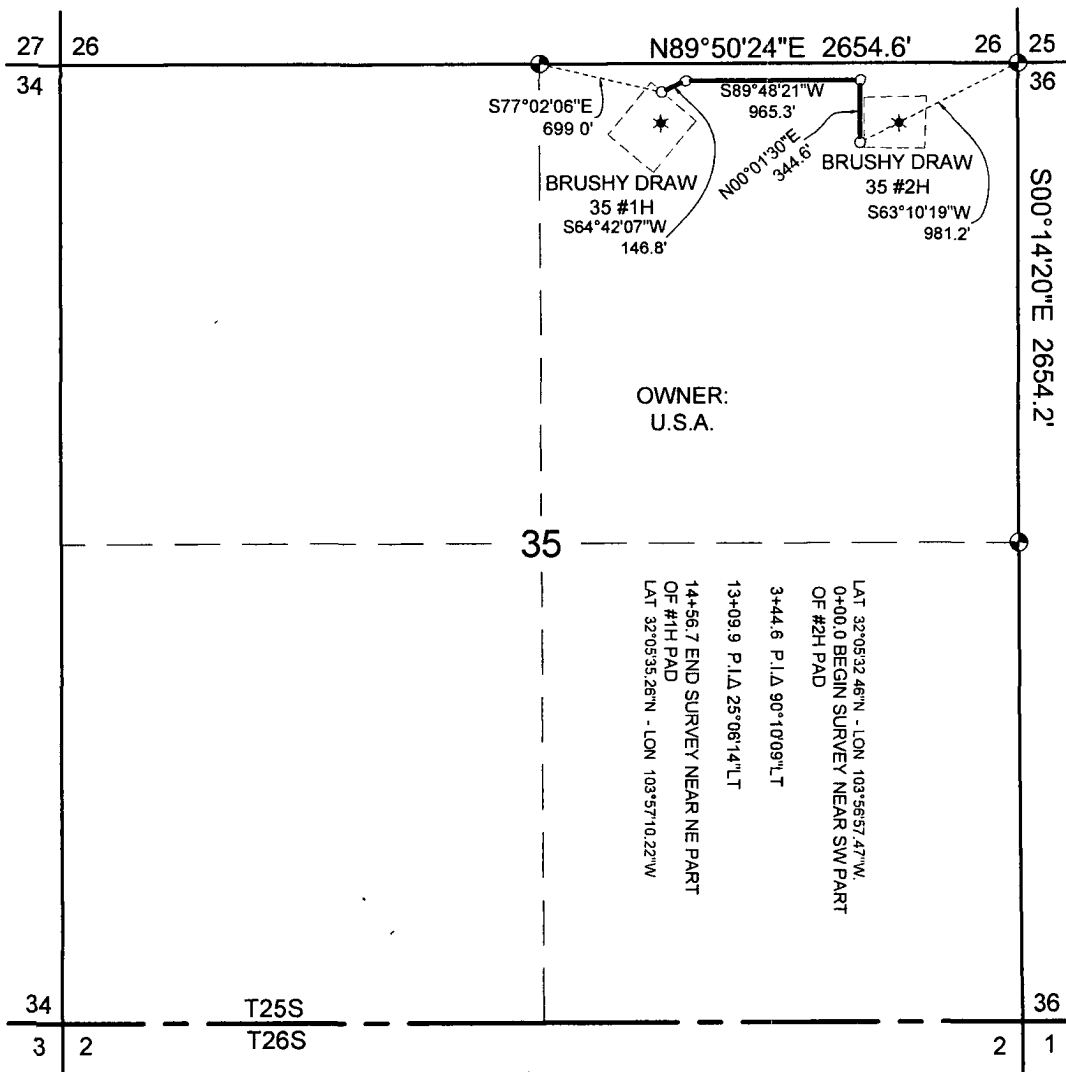 27 26
N89°50'24"E 2654.6'
26 25
34
36
S77°02'06"E
699 0'
S89°48'21"W
965.3'
N00°01'30"E
344.6'
BRUSHY DRAW
35 #1H
S64°42'07"W
146.8'
BRUSHY DRAW
35 #2H
S63°10'19"W
981.2'
S00°14'20"E 2654.2'
OWNER:
U.S.A.
35
LAT 32°05'32 46"N - LON 103°56'57.47"W.
0+00.0 BEGIN SURVEY NEAR SW PART
OF #2H PAD
3+44.6 P.I.Δ 90°10'09"LT
13+09.9 P.I.Δ 25°06'14"LT
14+56.7 END SURVEY NEAR NE PART
OF #1H PAD
LAT 32°05'35.26"N - LON 103°57'10.22"W
34
T25S
36
3 2
T26S
2 1